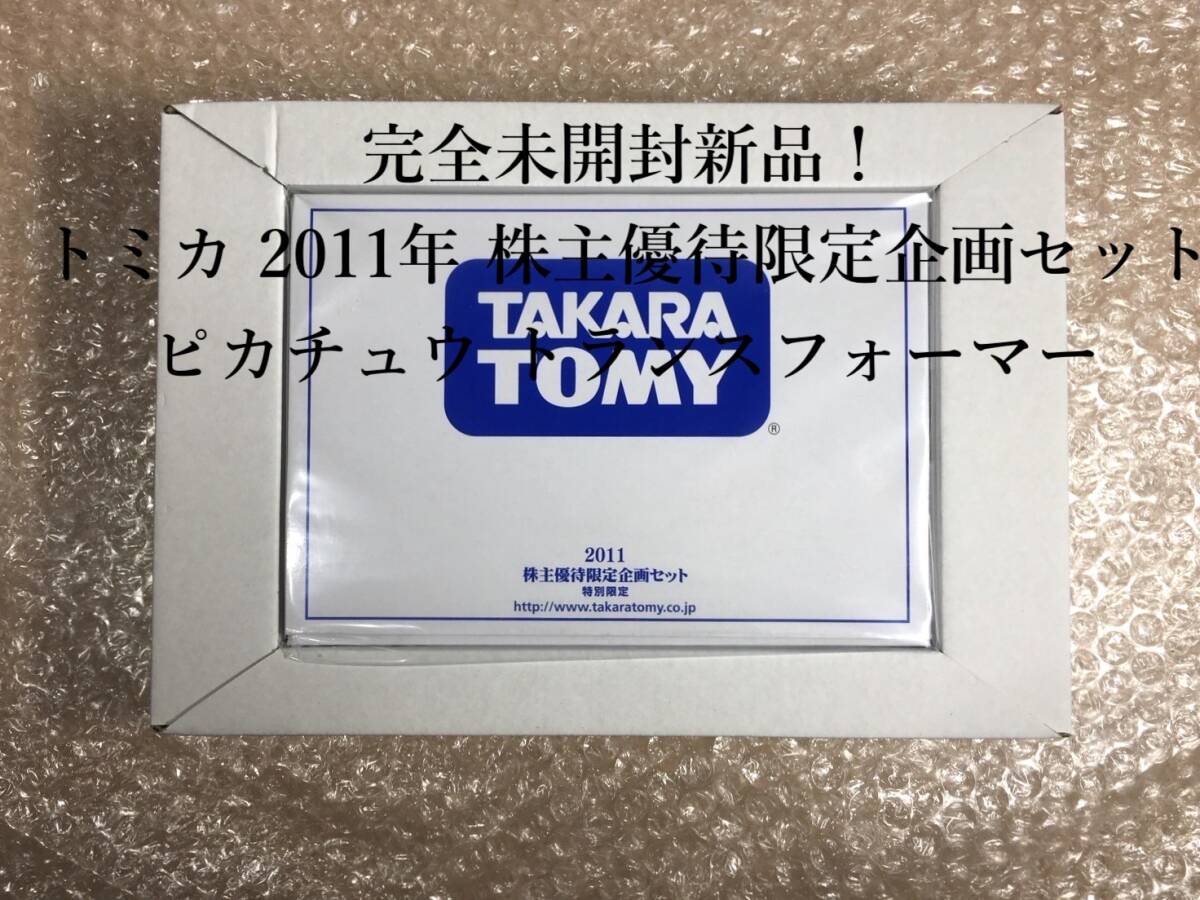 完全未開封新品！
トミカ 2011年 株主優待限定企画セット
TAKARA
ピカチュウ トランスフォーマー
TOMY
®
2011
株主優待限定企画セット
特別限定
http://www.takaratomy.co.jp